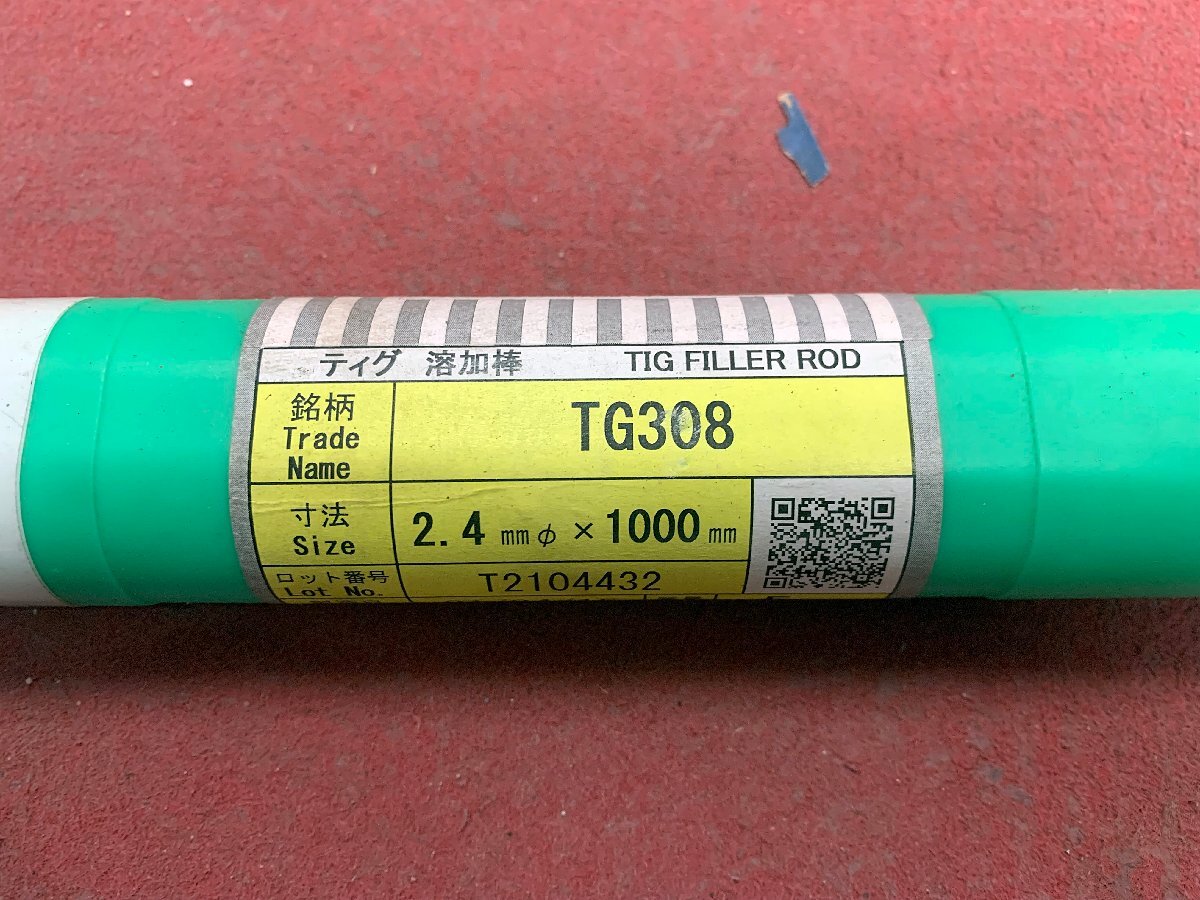 ティグ 溶加棒 TIG FILLER ROD
銘柄
Trade
Name
TG308
寸法
Size
2.4 mmφ × 1000 mm
ロット番号
Lot No.
T2104432